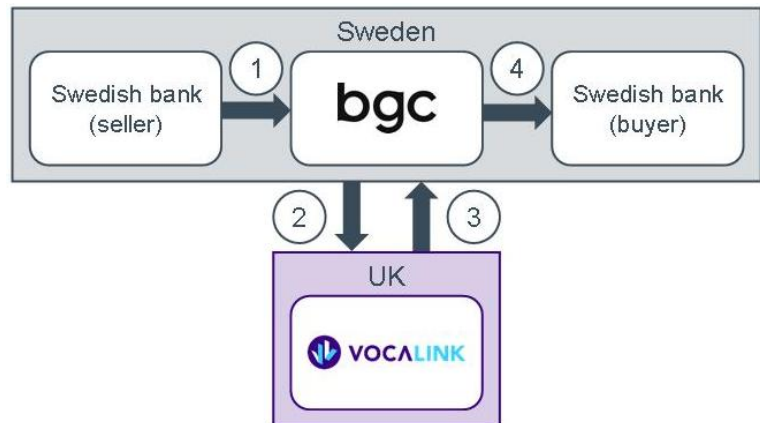 Sweden
Swedish bank
(seller)
1
bgc
4
Swedish bank
(buyer)
2
3
UK
VOCALINK